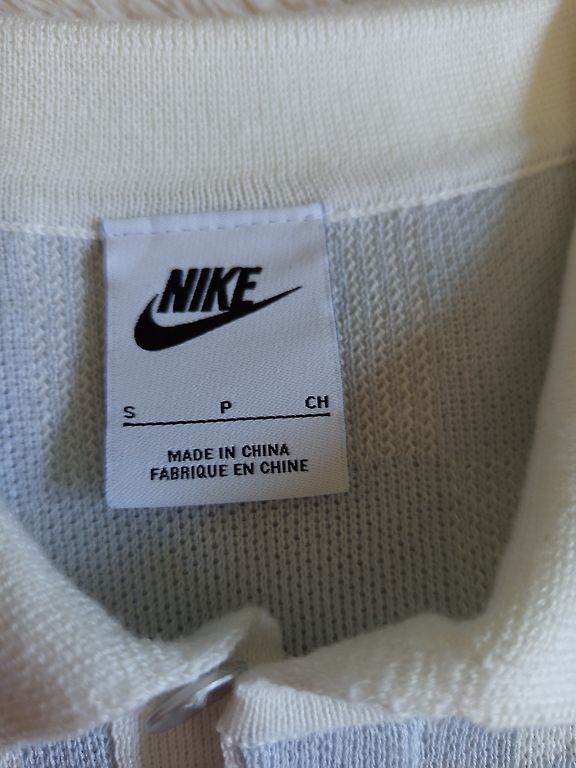 NIKE
S P CH
MADE IN CHINA
FABRIQUE EN CHINE